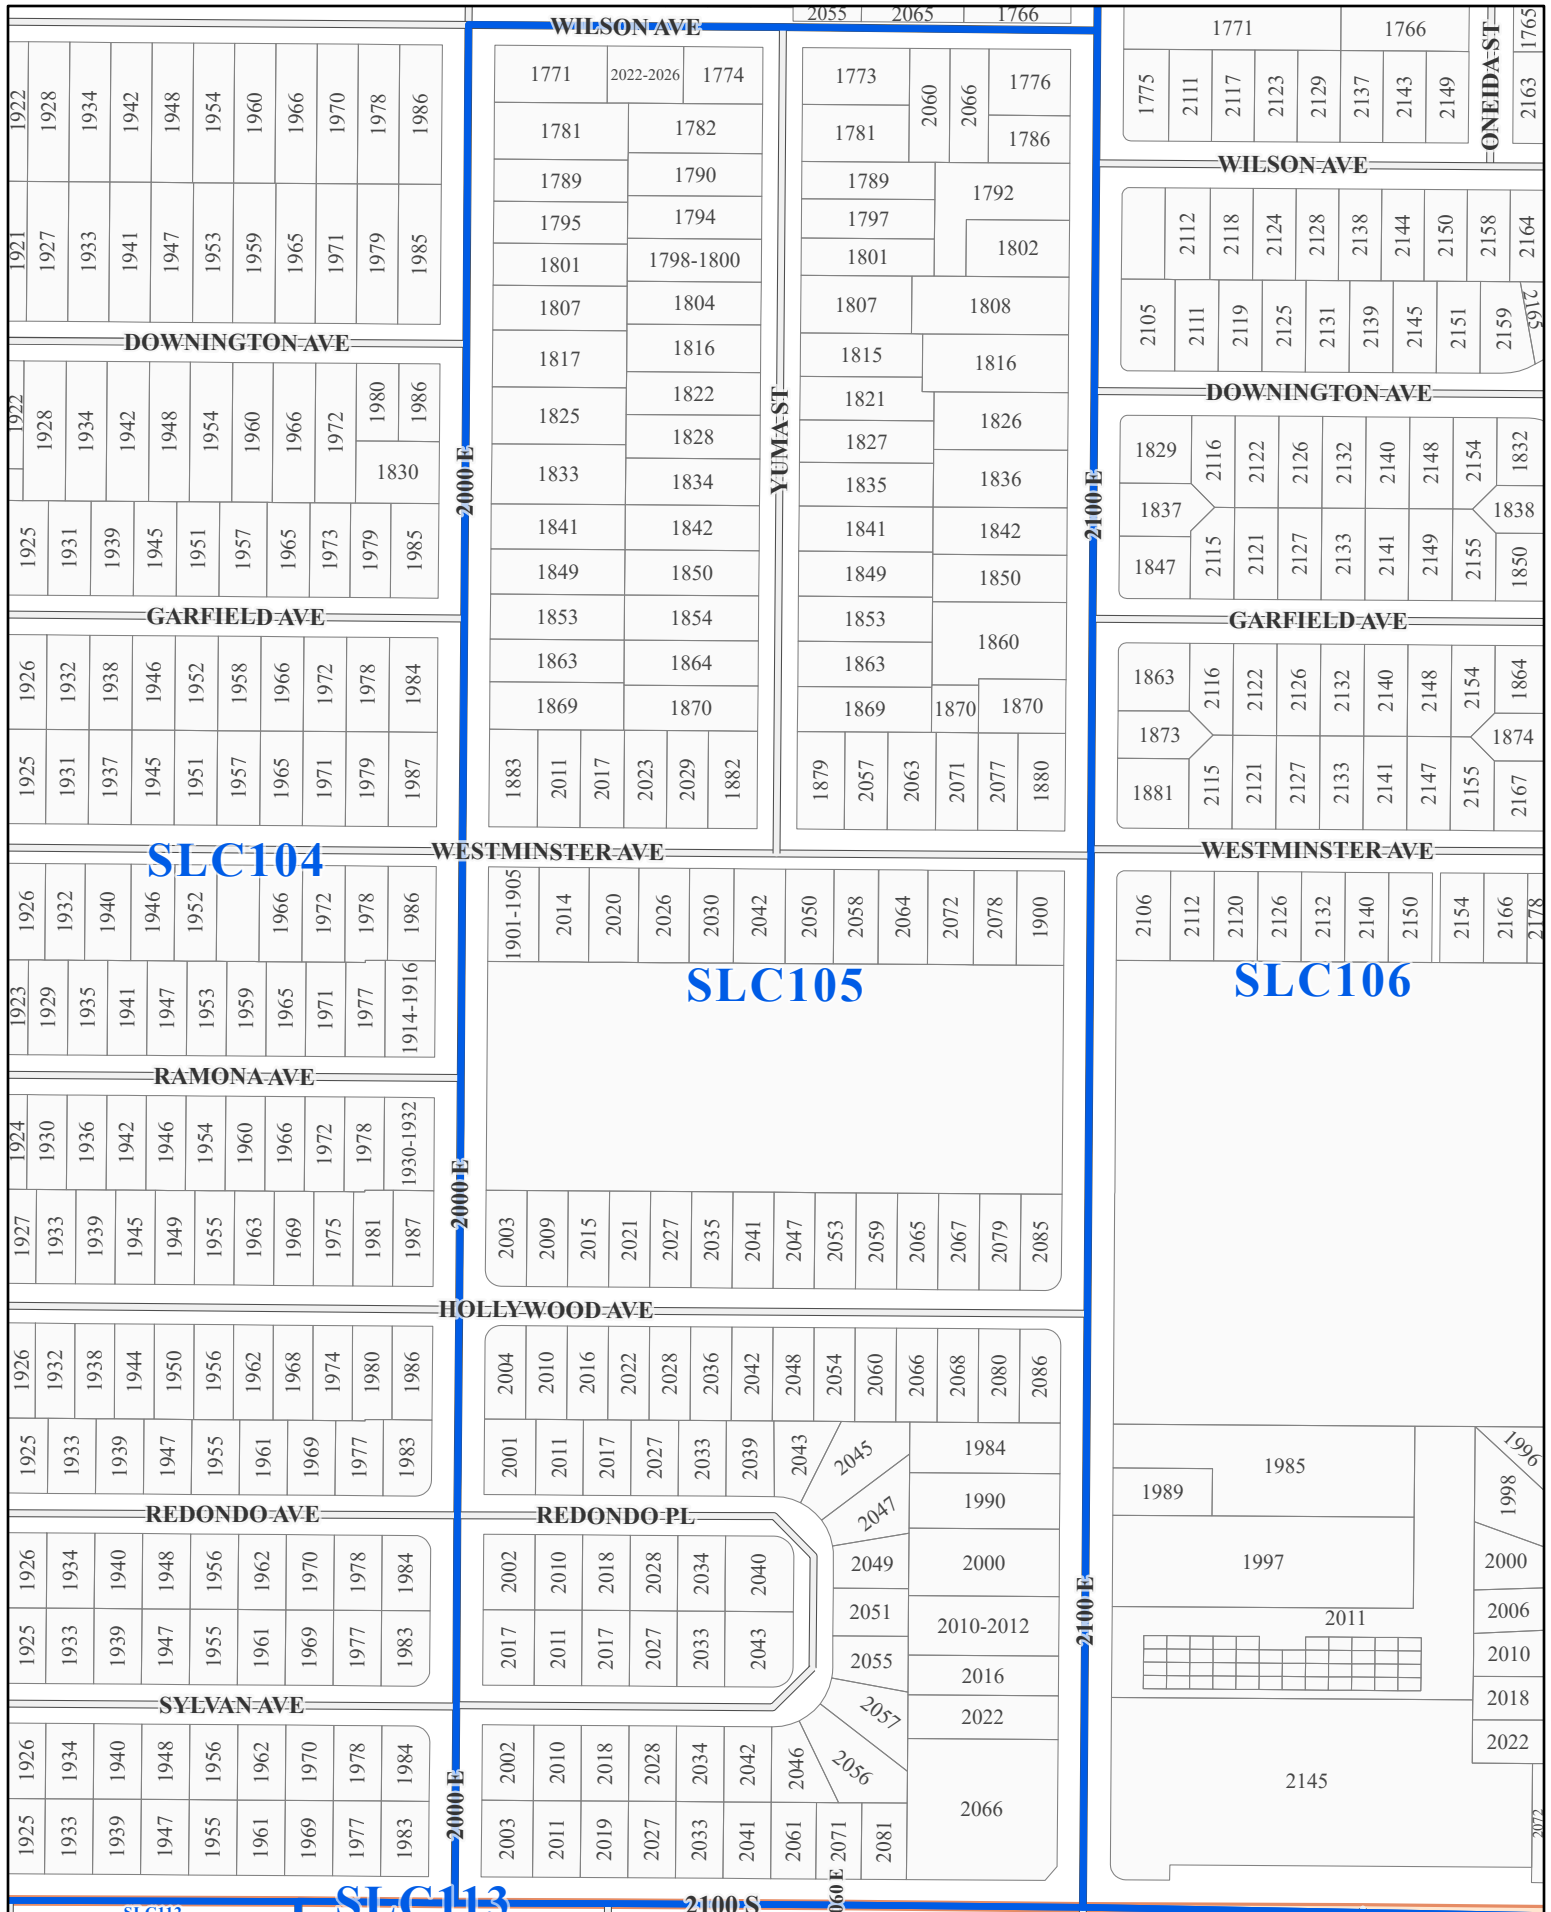 2055 2065 1766
WILSON AVE
1771 1766 ONEIDA ST 1765
1922 1928 1934 1942 1948 1954 1960 1966 1970 1978 1986
1771 2022-2026 1774
1773 2060 2066 1776
1775 2111 2117 2123 2129 2137 2143 2149 2163
1781 1782
1781 1786
WILSON AVE
1789 1790
1789 1792
1795 1794
1797
1921 1927 1933 1941 1947 1953 1959 1965 1971 1979 1985
2112 2118 2124 2128 2138 2144 2150 2158 2164
1801 1798-1800
1801 1802
1807 1804
1807 1808
2105 2111 2119 2125 2131 2139 2145 2151 2159 2165
DOWNINGTON AVE
1817 1816
1815 1816
DOWNINGTON AVE
1922 1928 1934 1942 1948 1954 1960 1966 1972 1980 1986
1830
1822
1825
1828
1821
1826
1827
YUMA ST
2000 E
2100 E
1829 2116 2122 2126 2132 2140 2148 2154 1832
1833 1834
1835 1836
1837 1838
1841 1842
1841 1842
1925 1931 1939 1945 1951 1957 1965 1973 1979 1985
1847 2115 2121 2127 2133 2141 2149 2155 1850
1849 1850
1849 1850
GARFIELD AVE
1853 1854
1853
1860
GARFIELD AVE
1926 1932 1938 1946 1952 1958 1966 1972 1978 1984
1863 1864
1863
1863 2116 2122 2126 2132 2140 2148 2154 1864
1869 1870
1869 1870 1870
1873 1874
1925 1931 1937 1945 1951 1957 1965 1971 1979 1987
1883 2011 2017 2023 2029 1882
1879 2057 2063 2071 2077 1880
1881 2115 2121 2127 2133 2141 2147 2155 2167
SLC104
WESTMINSTER AVE
WESTMINSTER AVE
1926 1932 1940 1946 1952 1966 1972 1978 1986
1901-1905 2014 2020 2026 2030 2042 2050 2058 2064 2072 2078 1900
2106 2112 2120 2126 2132 2140 2150 2154 2166 2178
SLC105
SLC106
1923 1929 1935 1941 1947 1953 1959 1965 1971 1977 1914-1916
RAMONA AVE
1924 1930 1936 1942 1946 1954 1960 1966 1972 1978 1930-1932
2000 E
1927 1933 1939 1945 1949 1955 1963 1969 1975 1981 1987
2003 2009 2015 2021 2027 2035 2041 2047 2053 2059 2065 2067 2079 2085
HOLLYWOOD AVE
1926 1932 1938 1944 1950 1956 1962 1968 1974 1980 1986
2004 2010 2016 2022 2028 2036 2042 2048 2054 2060 2066 2068 2080 2086
1925 1933 1939 1947 1955 1961 1969 1977 1983
2001 2011 2017 2027 2033 2039 2043 2045 1984
1985 1996
1989 1998
2047 1990
REDONDO AVE
REDONDO PL
1926 1934 1940 1948 1956 1962 1970 1978 1984
2002 2010 2018 2028 2034 2040 2049 2000
1997 2000
2100 E
2051 2010-2012
2011 2006
1925 1933 1939 1947 1955 1961 1969 1977 1983
2017 2011 2017 2027 2033 2043 2055 2016
2010
2018
SYLVAN AVE
2057 2022
2022
1926 1934 1940 1948 1956 1962 1970 1978 1984
2002 2010 2018 2028 2034 2042 2046 2056
2145
2000 E
2066
2072
1925 1933 1939 1947 1955 1961 1969 1977 1983
2003 2011 2019 2027 2033 2041 2061 2071 2081
060 E
SLC113
2100 S